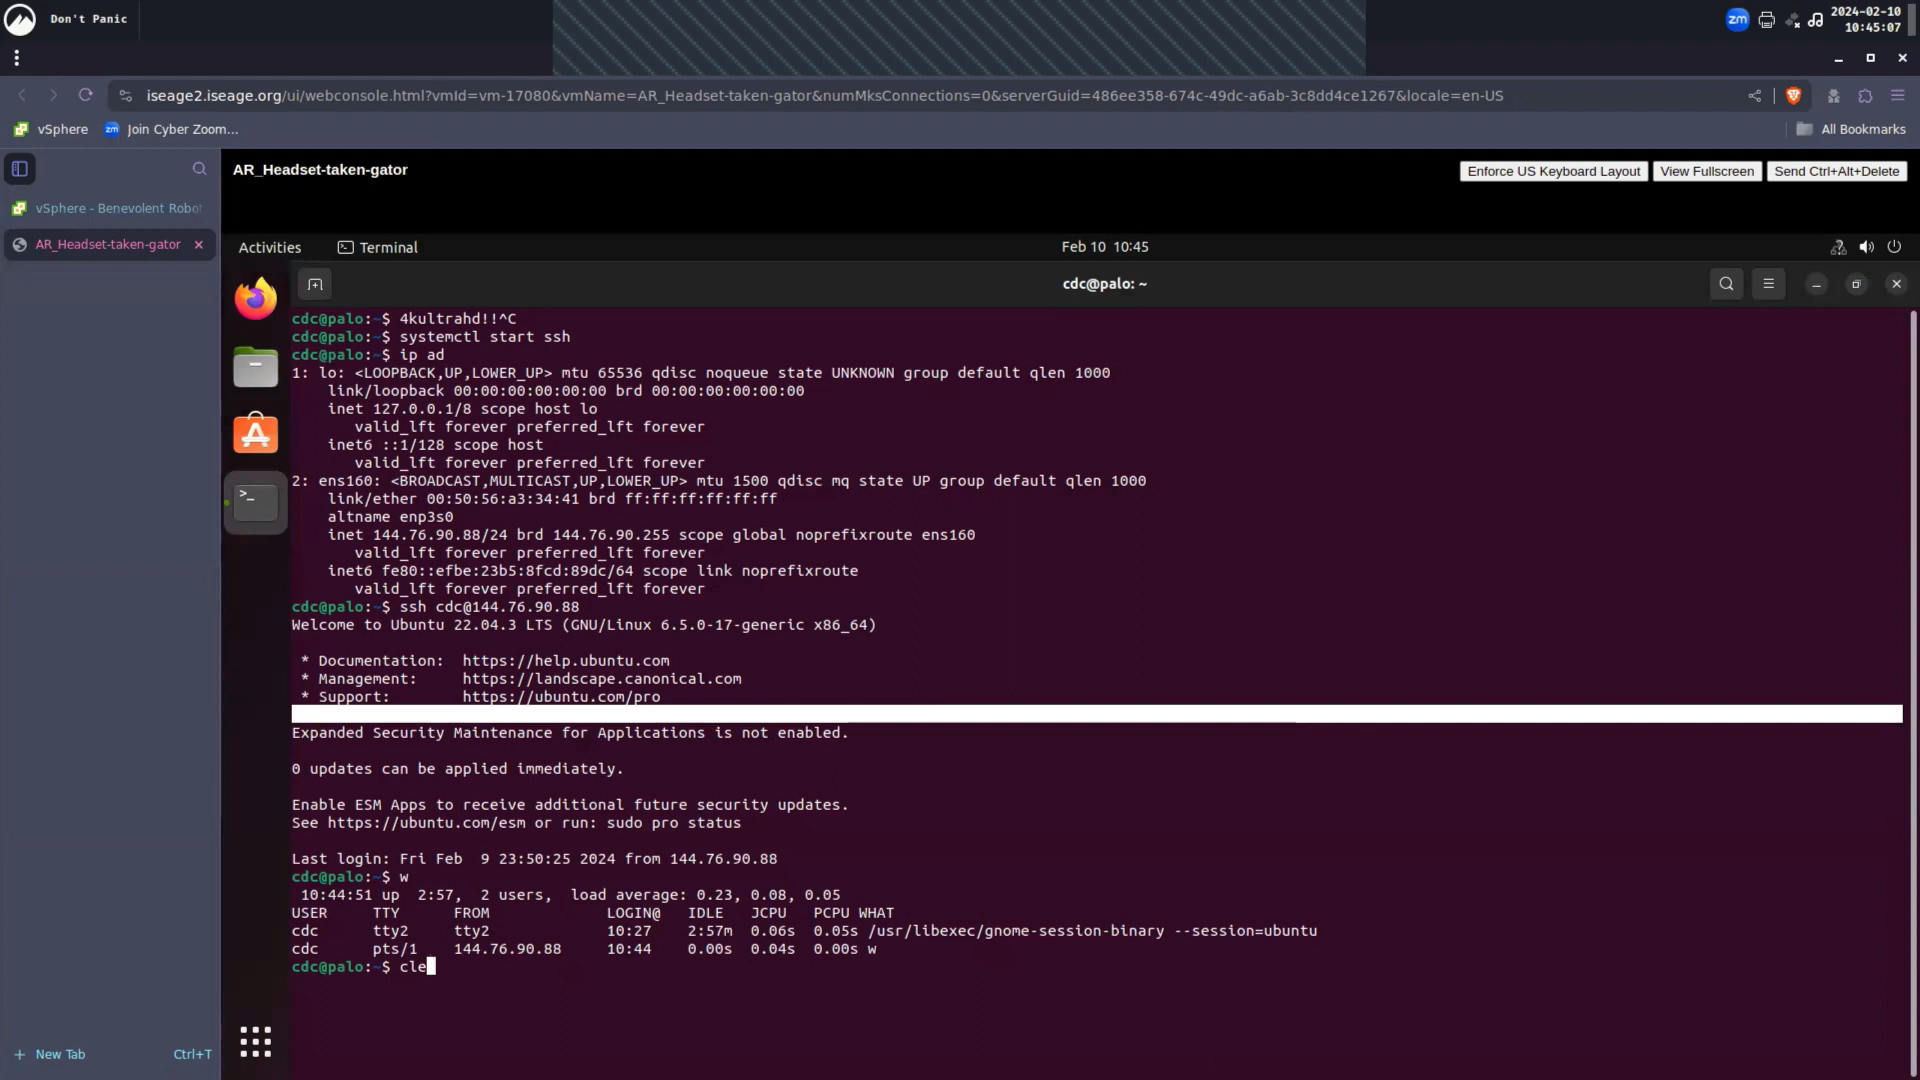 Don't Panic
zm
2024-02-10
10:45:07
iseage2.iseage.org/ui/webconsole.html?vmId=vm-17080&vmName=AR_Headset-taken-gator&numMksConnections=0&serverGuid=486ee358-674c-49dc-a6ab-3c8dd4ce1267&locale=en-US
vSphere
zm Join Cyber Zoom...
All Bookmarks
AR_Headset-taken-gator
Enforce US Keyboard Layout
View Fullscreen
Send Ctrl+Alt+Delete
vSphere - Benevolent Robot
AR_Headset-taken-gator
Activities
Terminal
Feb 10 10:45
cdc@palo: ~
cdc@palo:~$ 4kultrahd!!^C
cdc@palo:~$ systemctl start ssh
cdc@palo:~$ ip ad
1: lo: <LOOPBACK,UP,LOWER_UP> mtu 65536 qdisc noqueue state UNKNOWN group default qlen 1000
link/loopback 00:00:00:00:00:00 brd 00:00:00:00:00:00
inet 127.0.0.1/8 scope host lo
valid_lft forever preferred_lft forever
inet6 ::1/128 scope host
valid_lft forever preferred_lft forever
2: ens160: <BROADCAST,MULTICAST,UP,LOWER_UP> mtu 1500 qdisc mq state UP group default qlen 1000
link/ether 00:50:56:a3:34:41 brd ff:ff:ff:ff:ff:ff
altname enp3s0
inet 144.76.90.88/24 brd 144.76.90.255 scope global noprefixroute ens160
valid_lft forever preferred_lft forever
inet6 fe80::efbe:23b5:8fcd:89dc/64 scope link noprefixroute
valid_lft forever preferred_lft forever
cdc@palo:~$ ssh cdc@144.76.90.88
Welcome to Ubuntu 22.04.3 LTS (GNU/Linux 6.5.0-17-generic x86_64)
* Documentation: https://help.ubuntu.com
* Management: https://landscape.canonical.com
* Support: https://ubuntu.com/pro
Expanded Security Maintenance for Applications is not enabled.
0 updates can be applied immediately.
Enable ESM Apps to receive additional future security updates.
See https://ubuntu.com/esm or run: sudo pro status
Last login: Fri Feb 9 23:50:25 2024 from 144.76.90.88
cdc@palo:~$ w
10:44:51 up 2:57, 2 users, load average: 0.23, 0.08, 0.05
USER TTY FROM LOGIN@ IDLE JCPU PCPU WHAT
cdc tty2 tty2 10:27 2:57m 0.06s 0.05s /usr/libexec/gnome-session-binary --session=ubuntu
cdc pts/1 144.76.90.88 10:44 0.00s 0.04s 0.00s w
cdc@palo:~$ cle
+ New Tab Ctrl+T